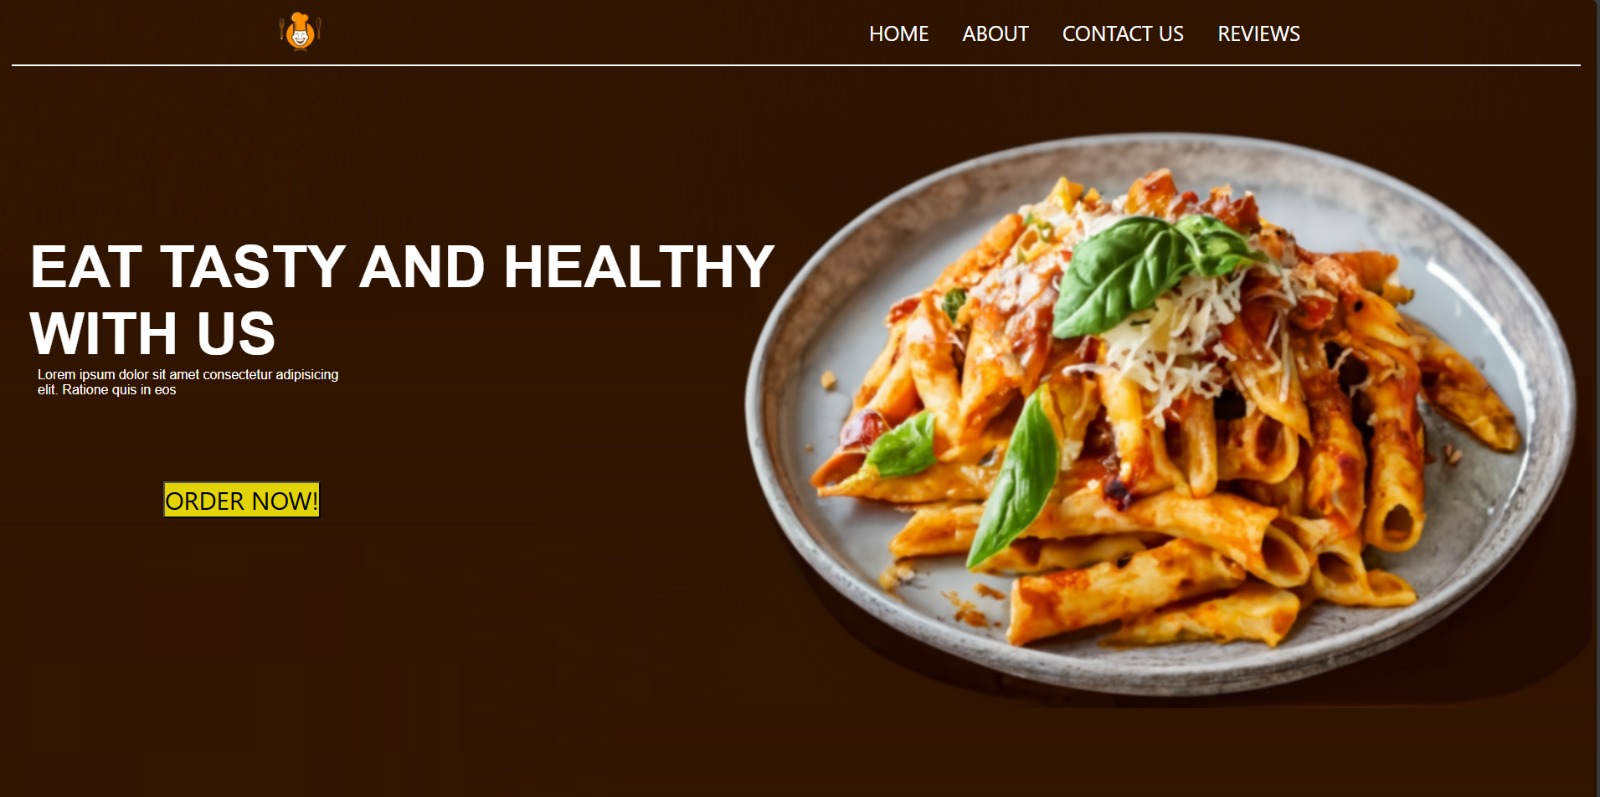 HOME ABOUT CONTACT US REVIEWS
EAT TASTY AND HEALTHY
WITH US
Lorem ipsum dolor sit amet consectetur adipisicing
elit. Ratione quis in eos
ORDER NOW!